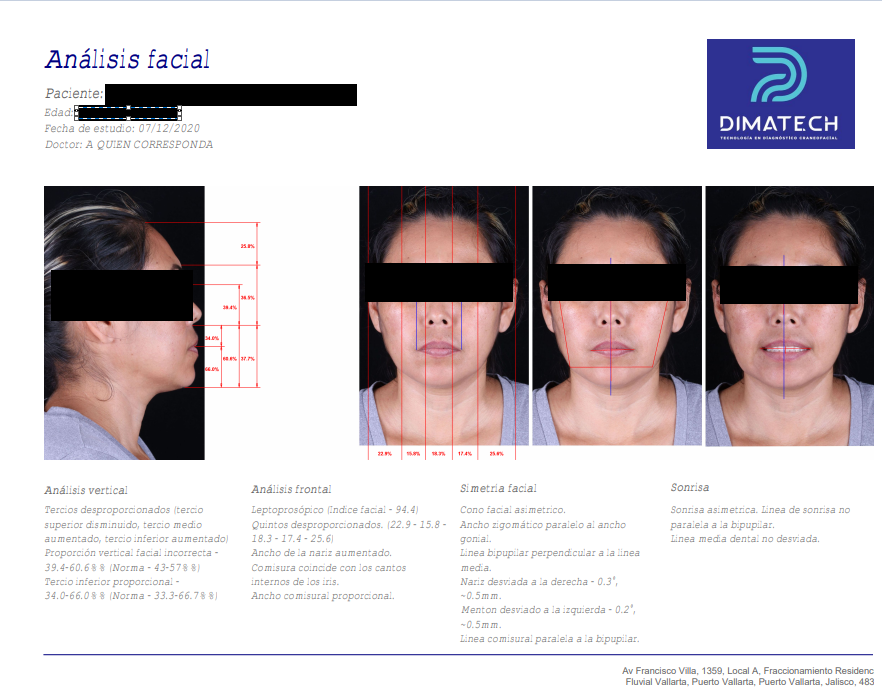 Análisis facial
Paciente:
Edad:
Fecha de estudio: 07/12/2020
Doctor: A QUIEN CORRESPONDA
DIMATECH
TECNOLOGÍA EN DIAGNÓSTICO CRANEOFACIAL
25.8%
36.5%
39.4%
34.0%
60.6%
37.7%
66.0%
22.9%
15.8%
18.3%
17.4%
25.6%
Análisis vertical
Tercios desproporcionados (tercio
superior disminuido, tercio medio
aumentado, tercio inferior aumentado)
Proporción vertical facial incorrecta -
39.4-60.6%% (Norma - 43-57%%)
Tercio inferior proporcional -
34.0-66.0%% (Norma - 33.3-66.7%%)
Análisis frontal
Leptoprosópico (Indice facial - 94.4)
Quintos desproporcionados. (22.9 - 15.8 -
18.3 - 17.4 - 25.6)
Ancho de la nariz aumentado.
Comisura coincide con los cantos
internos de los iris.
Ancho comisural proporcional.
Simetría facial
Cono facial asimetrico.
Ancho zigomático paralelo al ancho
gonial.
Linea bipupilar perpendicular a la linea
media.
Nariz desviada a la derecha - 0.3°,
~0.5mm.
Menton desviado a la izquierda - 0.2°,
~0.5mm.
Linea comisural paralela a la bipupilar.
Sonrisa
Sonrisa asimetrica. Linea de sonrisa no
paralela a la bipupilar.
Linea media dental no desviada.
Av Francisco Villa, 1359, Local A, Fraccionamiento Residenc
Fluvial Vallarta, Puerto Vallarta, Puerto Vallarta, Jalisco, 483